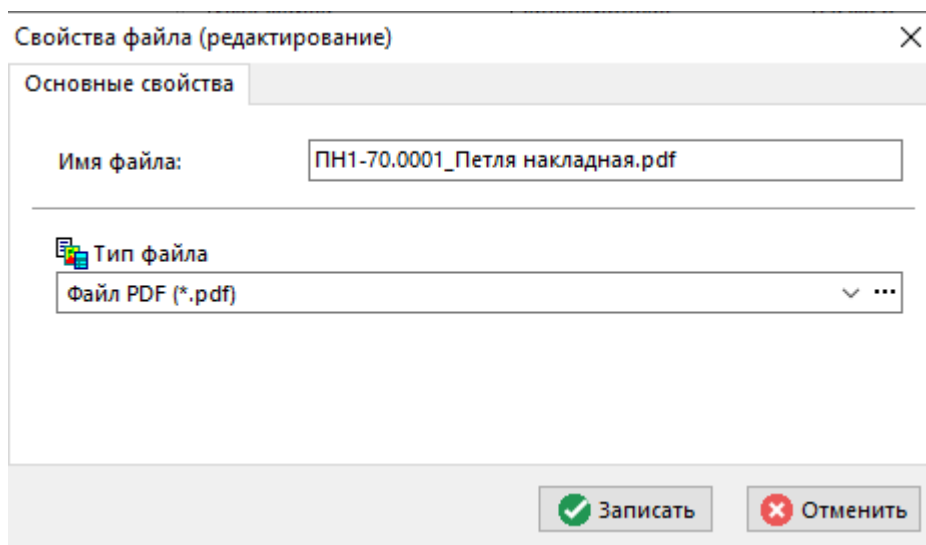 Свойства файла (редактирование)
Основные свойства
Имя файла: ПН1-70.0001_Петля накладная.pdf
Тип файла
Файл PDF (*.pdf)
Записать Отменить